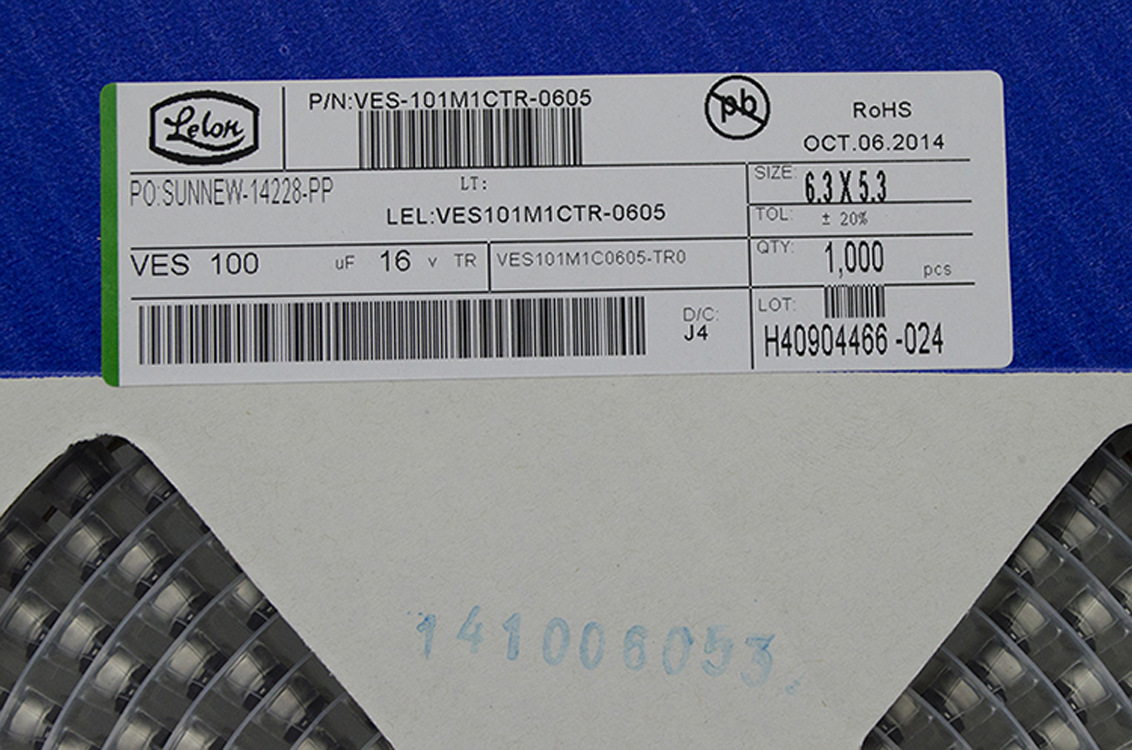 Lelon
P/N:VES-101M1CTR-0605
pb
RoHS
OCT.06.2014
PO:SUNNEW-14228-PP
LT:
LEL:VES101M1CTR-0605
SIZE: 6.3 X 5.3
TOL: ± 20%
VES 100 uF 16 V TR
VES101M1C0605-TR0
QTY: 1,000 pcs
D/C:
J4
LOT:
H40904466 -024
141006053